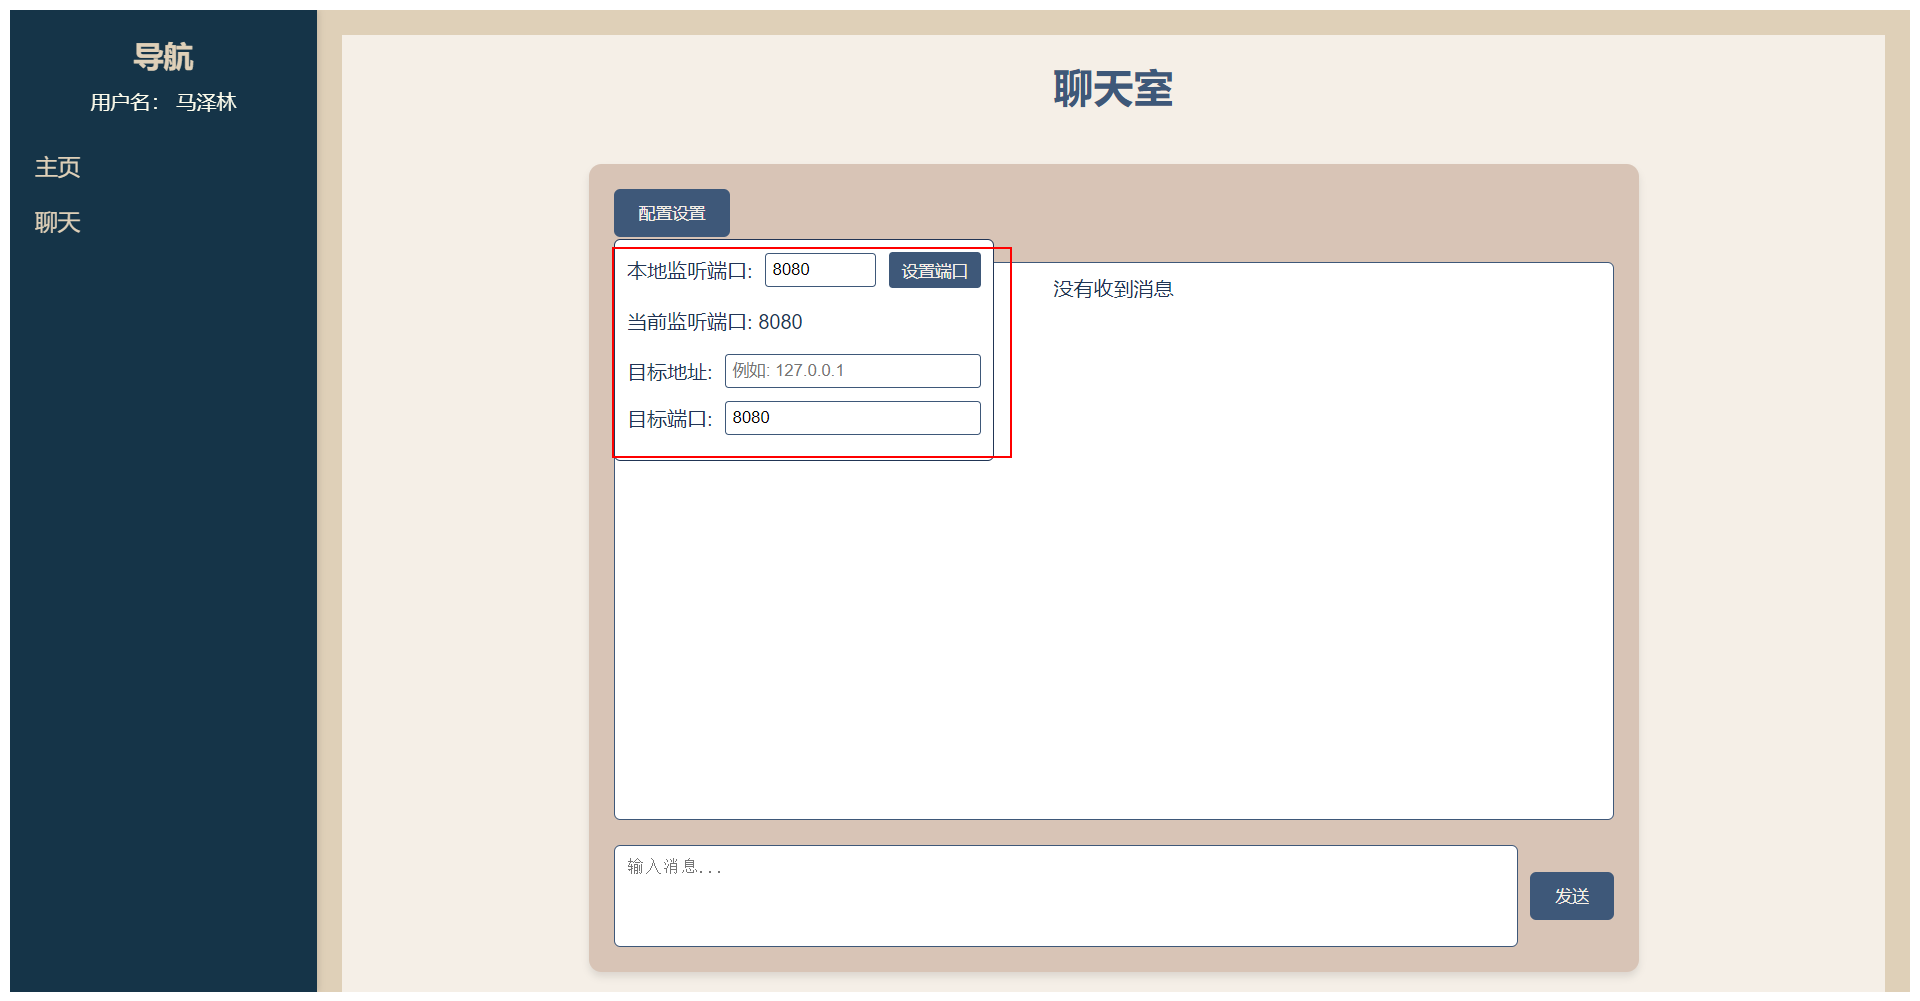 导航
用户名： 马泽林
主页
聊天
聊天室
配置设置
本地监听端口: 8080 设置端口
当前监听端口: 8080
目标地址: 例如: 127.0.0.1
目标端口: 8080
没有收到消息
输入消息...
发送